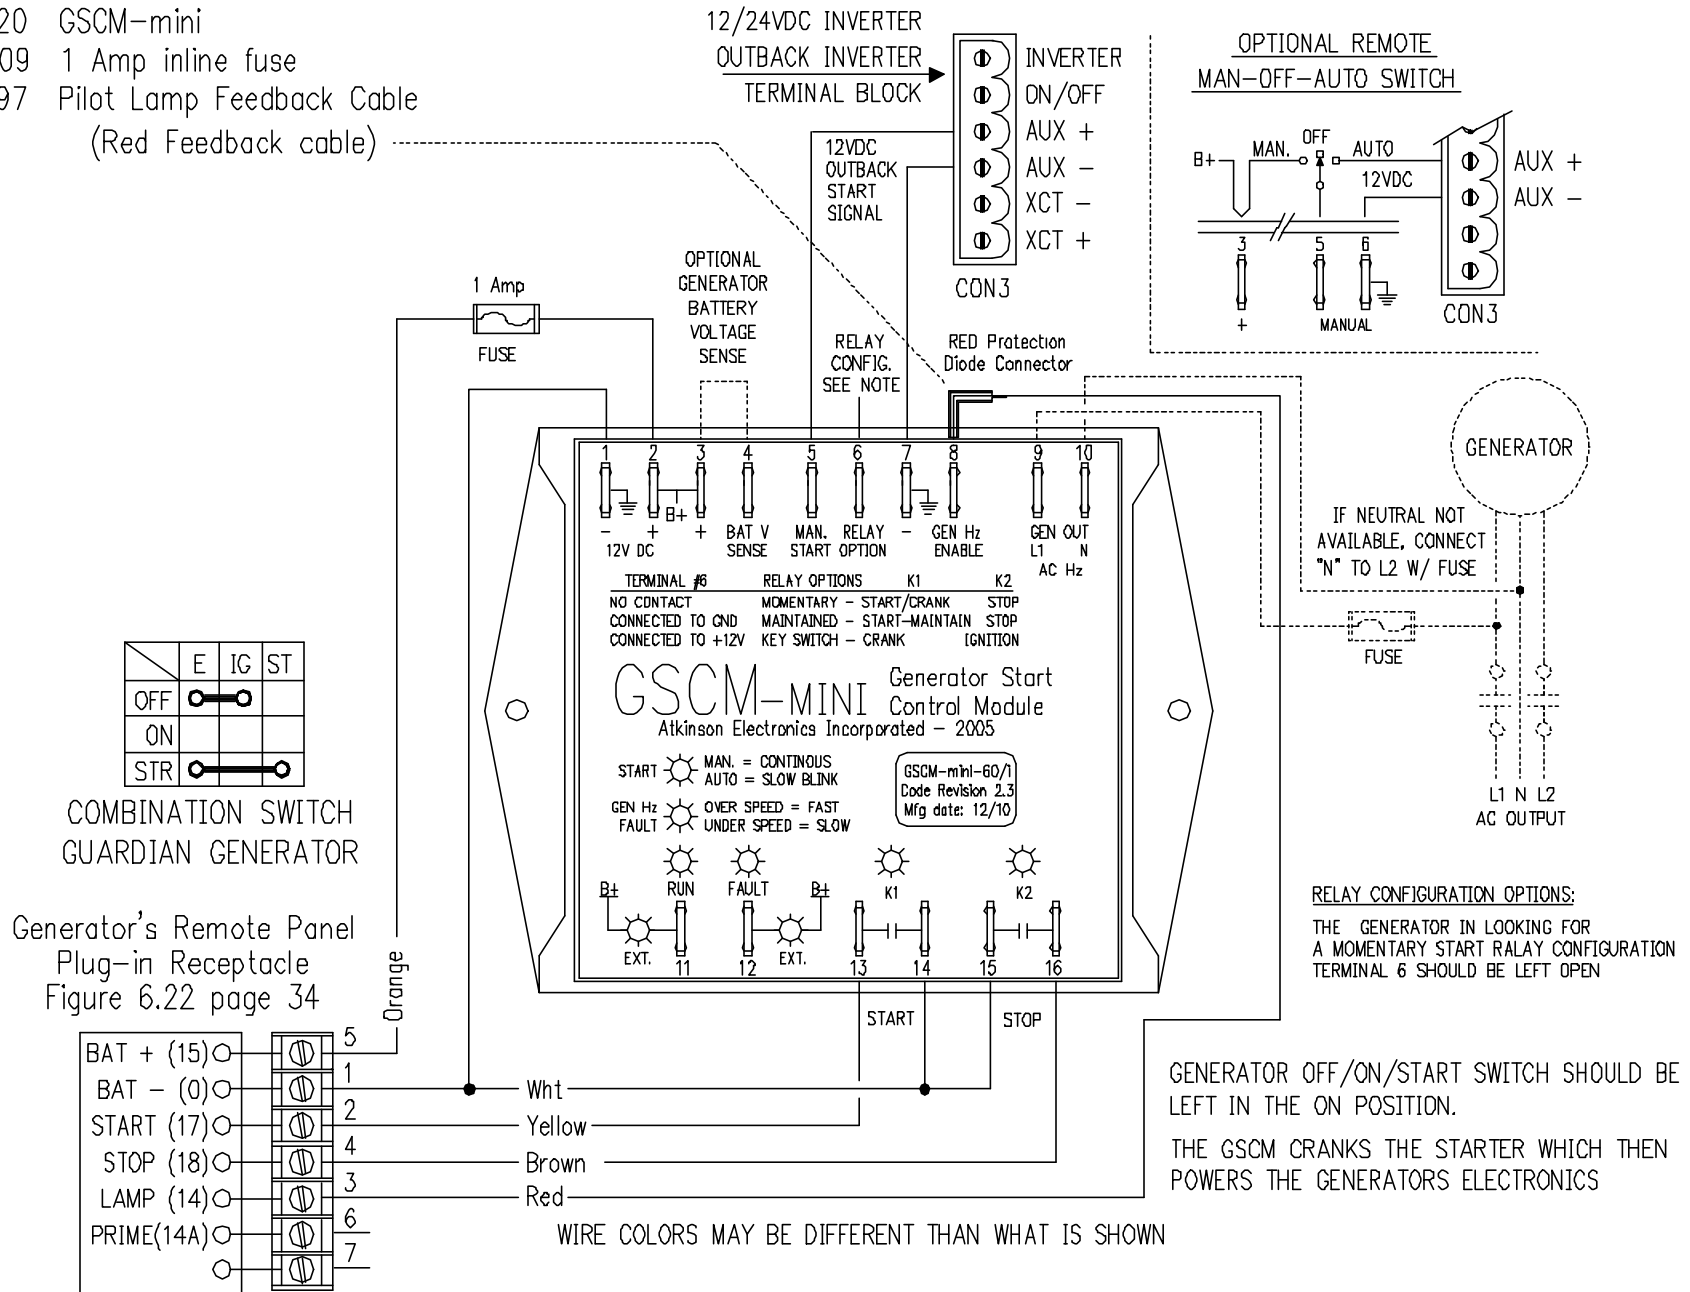 20 GSCM-mini
09 1 Amp inline fuse
97 Pilot Lamp Feedback Cable
(Red Feedback cable)
12/24VDC INVERTER
OUTBACK INVERTER
TERMINAL BLOCK
INVERTER
ON/OFF
AUX +
AUX -
XCT -
XCT +
CON3
12VDC
OUTBACK
START
SIGNAL
OPTIONAL REMOTE
MAN-OFF-AUTO SWITCH
B+
MAN.
OFF
AUTO
12VDC
AUX +
AUX -
3 5 6
+
MANUAL
CON3
1 Amp
FUSE
OPTIONAL
GENERATOR
BATTERY
VOLTAGE
SENSE
RELAY
CONFIG.
SEE NOTE
RED Protection
Diode Connector
GENERATOR
IF NEUTRAL NOT
AVAILABLE, CONNECT
"N" TO L2 W/ FUSE
FUSE
L1 N L2
AC OUTPUT
1 2 3 4 5 6 7 8 9 10
B+
- + + BAT V MAN. RELAY - GEN Hz GEN OUT
12V DC SENSE START OPTION ENABLE L1 N
AC Hz
TERMINAL #6 RELAY OPTIONS K1 K2
NO CONTACT MOMENTARY - START/CRANK STOP
CONNECTED TO GND MAINTAINED - START-MAINTAIN STOP
CONNECTED TO +12V KEY SWITCH - CRANK IGNITION
GSCM-MINI
Generator Start
Control Module
Atkinson Electronics Incorporated - 2005
START MAN. = CONTINOUS
AUTO = SLOW BLINK
GEN Hz OVER SPEED = FAST
FAULT UNDER SPEED = SLOW
GSCM-mini-60/1
Code Revision 2.3
Mfg date: 12/10
B+ RUN FAULT B+ K1 K2
EXT. 11 12 EXT. 13 14 15 16
START
STOP
E IG ST
OFF
ON
STR
COMBINATION SWITCH
GUARDIAN GENERATOR
Generator's Remote Panel
Plug-in Receptacle
Figure 6.22 page 34
Orange
BAT + (15) 5
BAT - (0) 1 Wht
START (17) 2 Yellow
STOP (18) 4 Brown
LAMP (14) 3 Red
PRIME(14A) 6
7
WIRE COLORS MAY BE DIFFERENT THAN WHAT IS SHOWN
RELAY CONFIGURATION OPTIONS:
THE GENERATOR IN LOOKING FOR
A MOMENTARY START RALAY CONFIGURATION
TERMINAL 6 SHOULD BE LEFT OPEN
GENERATOR OFF/ON/START SWITCH SHOULD BE
LEFT IN THE ON POSITION.
THE GSCM CRANKS THE STARTER WHICH THEN
POWERS THE GENERATORS ELECTRONICS